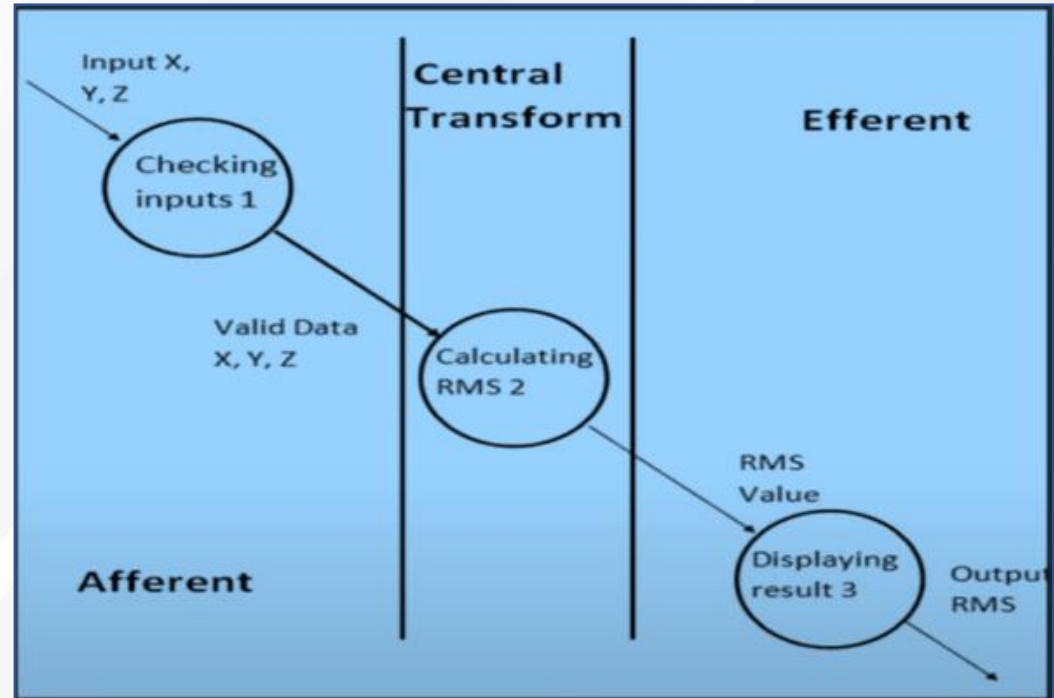 Input X,
Y, Z
Checking
inputs 1
Valid Data
X, Y, Z
Afferent
Central
Transform
Calculating
RMS 2
Efferent
RMS
Value
Displaying
result 3
Output
RMS